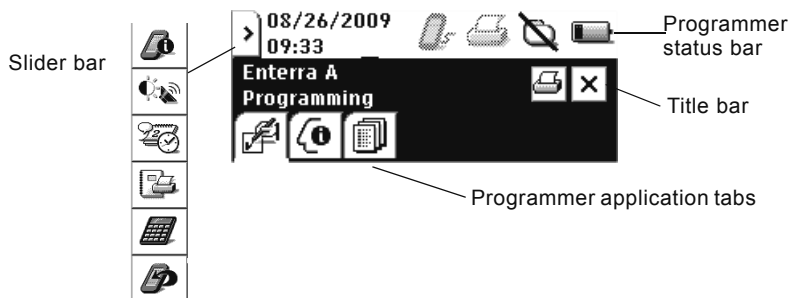 Slider bar
>
08/26/2009
09:33
Programmer
status bar
Enterra A
Programming
Title bar
Programmer application tabs